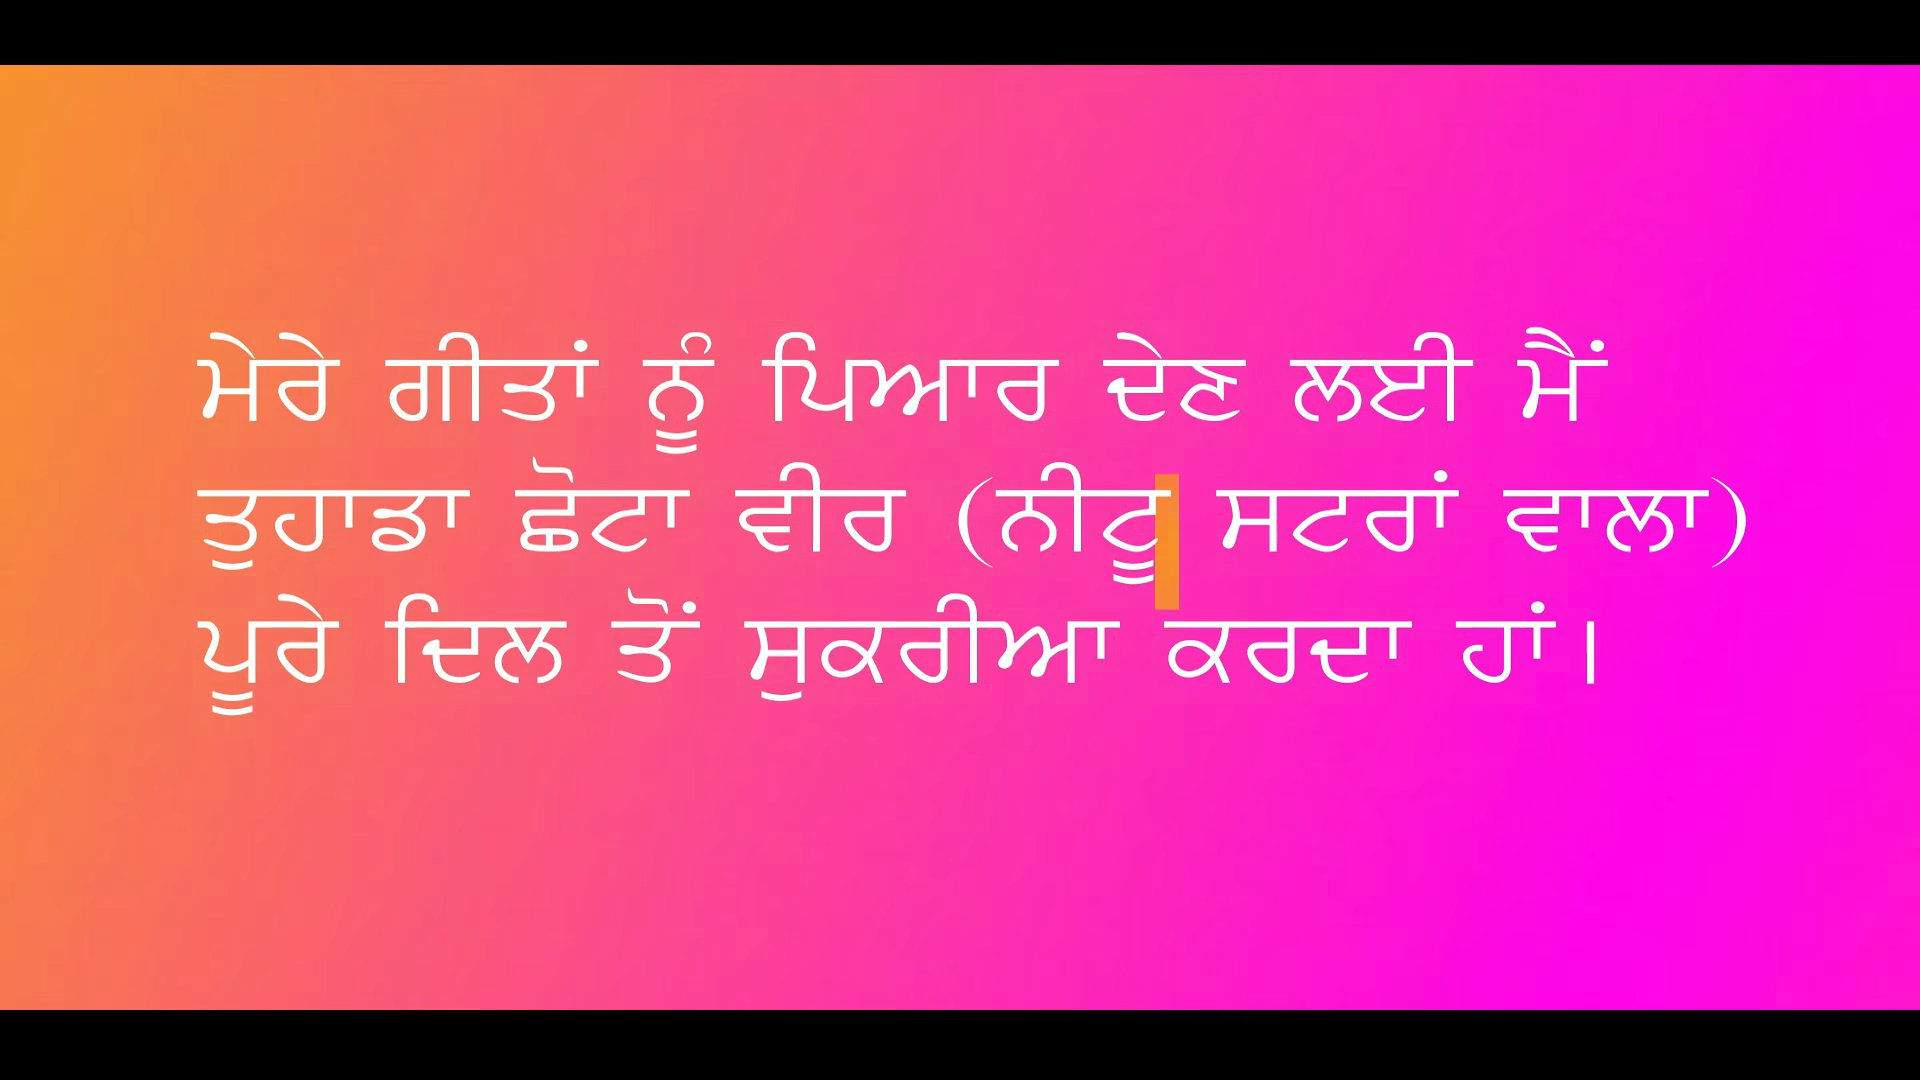 ਮੇਰੇ ਗੀਤਾਂ ਨੂੰ ਪਿਆਰ ਦੇਣ ਲਈ ਮੈਂ
ਤੁਹਾਡਾ ਛੋਟਾ ਵੀਰ (ਨੀਟੂ ਸਟਰਾਂ ਵਾਲਾ)
ਪੂਰੇ ਦਿਲ ਤੋਂ ਸੁਕਰੀਆ ਕਰਦਾ ਹਾਂ।